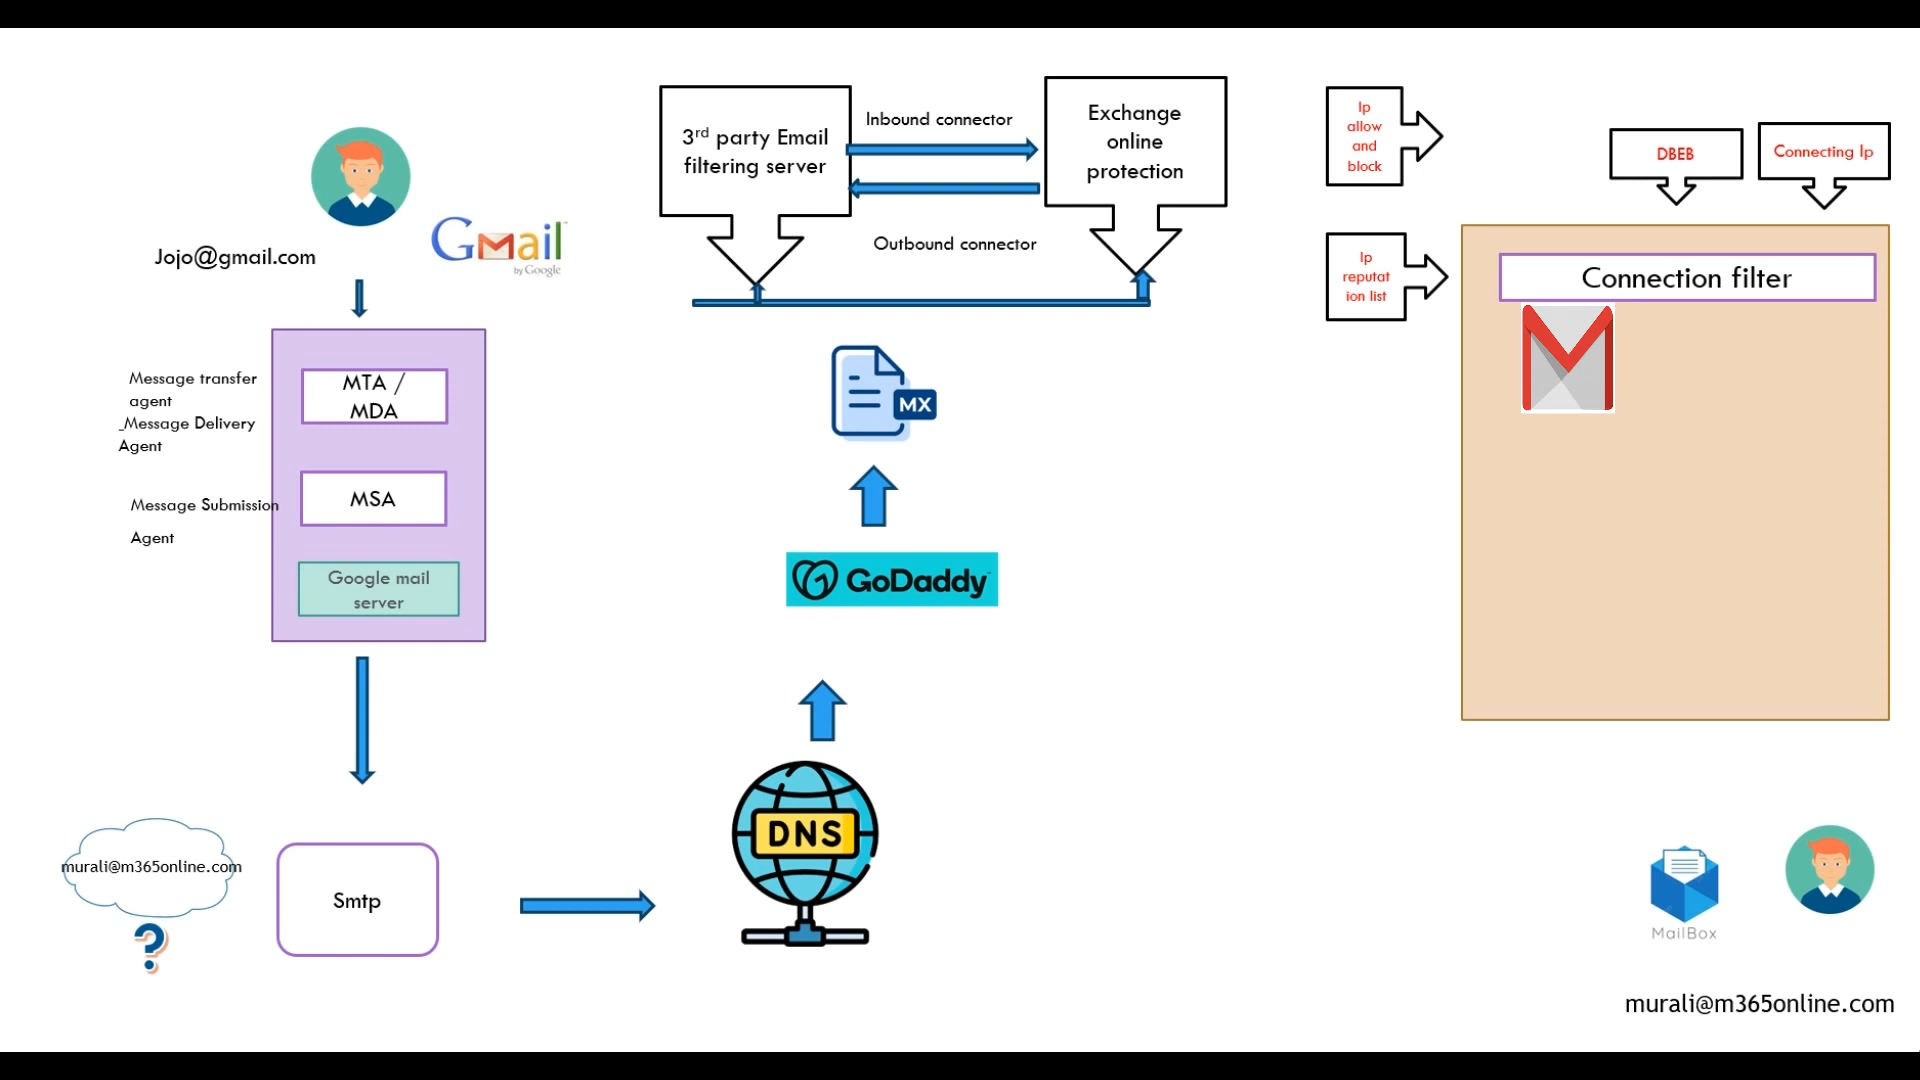 Jojo@gmail.com
Gmail
by Google
™
Message transfer
agent
_Message Delivery
Agent
MTA /
MDA
Message Submission
Agent
MSA
Google mail
server
murali@m365online.com
?
Smtp
3rd party Email
filtering server
Inbound connector
Exchange
online
protection
Outbound connector
MX
GoDaddy
DNS
Ip
allow
and
block
Ip
reputat
ion list
DBEB
Connecting Ip
Connection filter
MailBox
murali@m365online.com